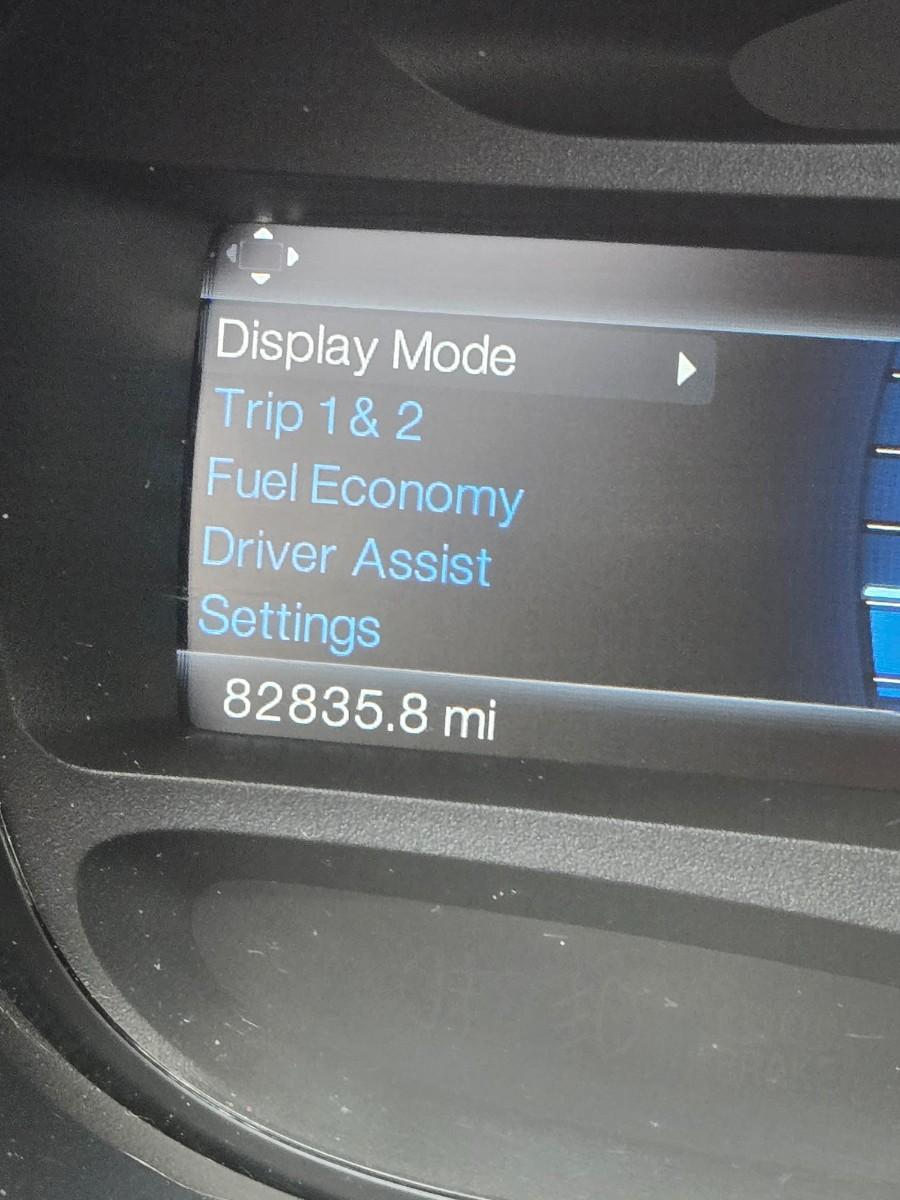 Display Mode
Trip 1 & 2
Fuel Economy
Driver Assist
Settings
82835.8 mi